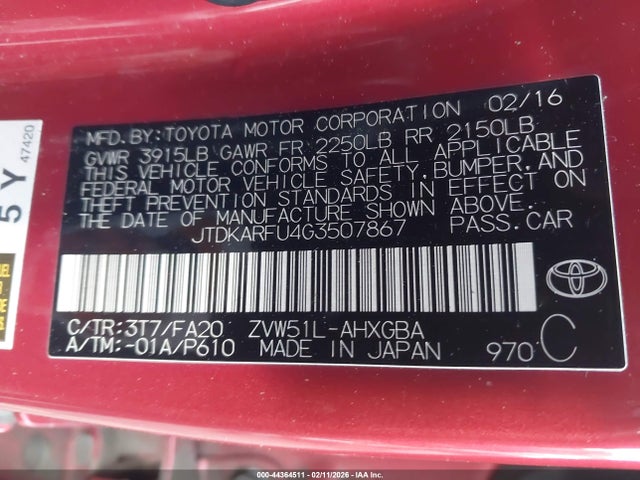 MFD.BY:TOYOTA MOTOR CORPORATION 02/16
GVWR 3915LB GAWR FR 2250LB RR 2150LB
THIS VEHICLE CONFORMS TO ALL APPLICABLE
FEDERAL MOTOR VEHICLE SAFETY,BUMPER,AND
THEFT PREVENTION STANDARDS IN EFFECT ON
THE DATE OF MANUFACTURE SHOWN ABOVE.
JTDKARFU4G3507867 PASS.CAR
C/TR:3T7/FA20 ZVW51L-AHXGBA
A/TM:-01A/P610 MADE IN JAPAN 970 C
5 Y
47420
000-44364511 - 02/11/2026 - IAA Inc.